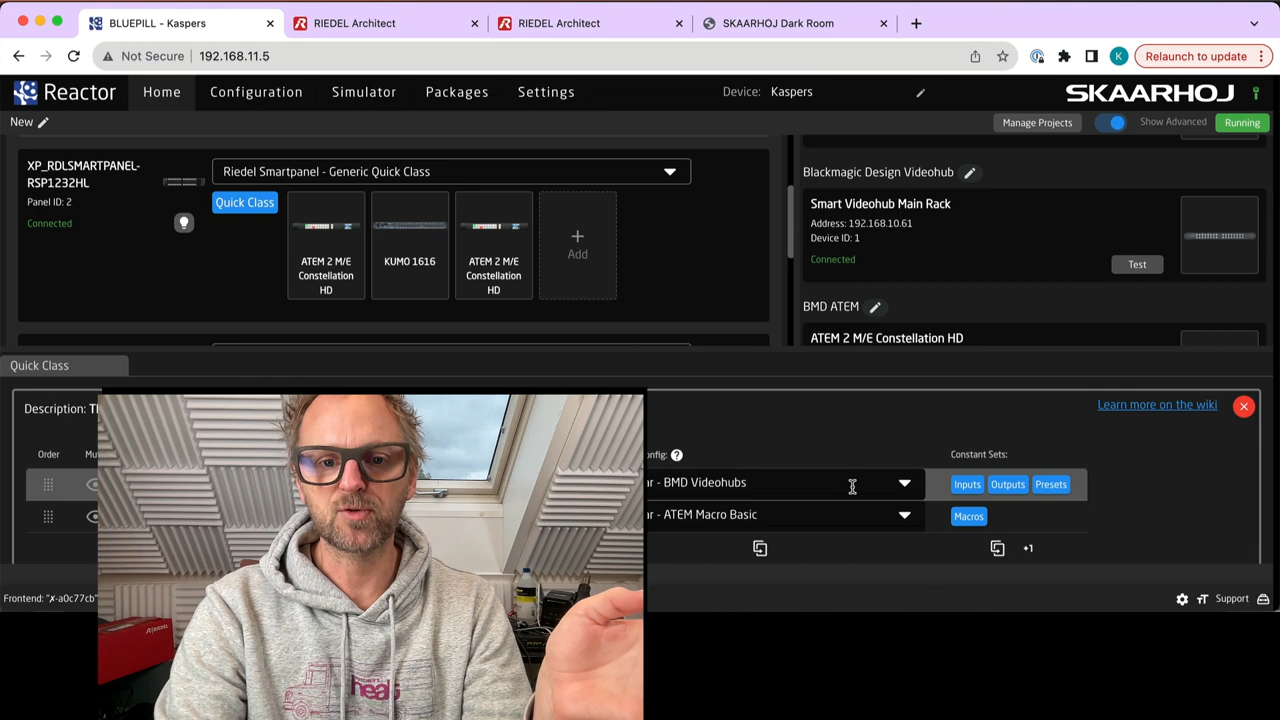 BLUEPILL - Kaspers
RIEDEL Architect
RIEDEL Architect
SKAARHOJ Dark Room
Not Secure
192.168.11.5
K
Relaunch to update
Reactor
Home
Configuration
Simulator
Packages
Settings
Device:
Kaspers
SKAARHOJ
New
Manage Projects
Show Advanced
Running
XP_RDLSMARTPANEL-
RSP1232HL
Panel ID: 2
Connected
Riedel Smartpanel - Generic Quick Class
Quick Class
ATEM 2 M/E
Constellation
HD
KUMO 1616
ATEM 2 M/E
Constellation
HD
Add
Blackmagic Design Videohub
Smart Videohub Main Rack
Address: 192.168.10.61
Device ID: 1
Connected
Test
BMD ATEM
ATEM 2 M/E Constellation HD
Quick Class
Description:
Learn more on the wiki
Order
onfig:
Constant Sets:
ar - BMD Videohubs
Inputs
Outputs
Presets
ar - ATEM Macro Basic
Macros
+1
Frontend: "✗-a0c77cb"
Support
RIEDEL